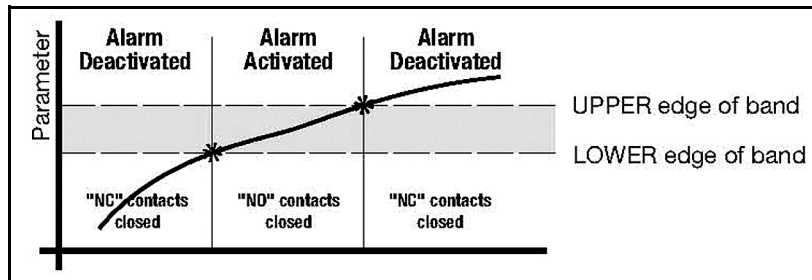 Parameter
Alarm
Deactivated
Alarm
Activated
Alarm
Deactivated
UPPER edge of band
LOWER edge of band
"NC" contacts
closed
"NO" contacts
closed
"NC" contacts
closed